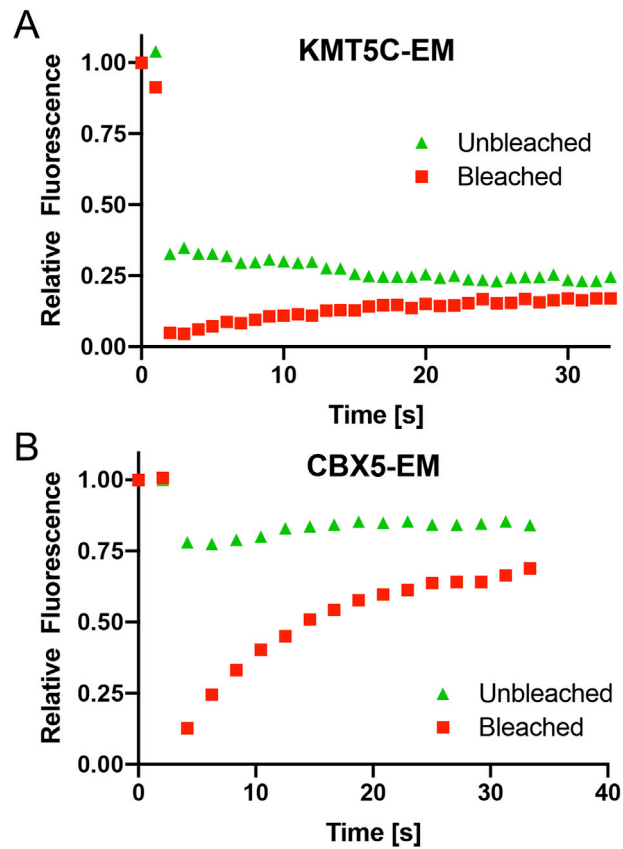 A
KMT5C-EM
Relative Fluorescence
1.00
0.75
0.50
0.25
0.00
Unbleached
Bleached
0 10 20 30
Time [s]
B
CBX5-EM
Relative Fluorescence
1.00
0.75
0.50
0.25
0.00
Unbleached
Bleached
0 10 20 30 40
Time [s]